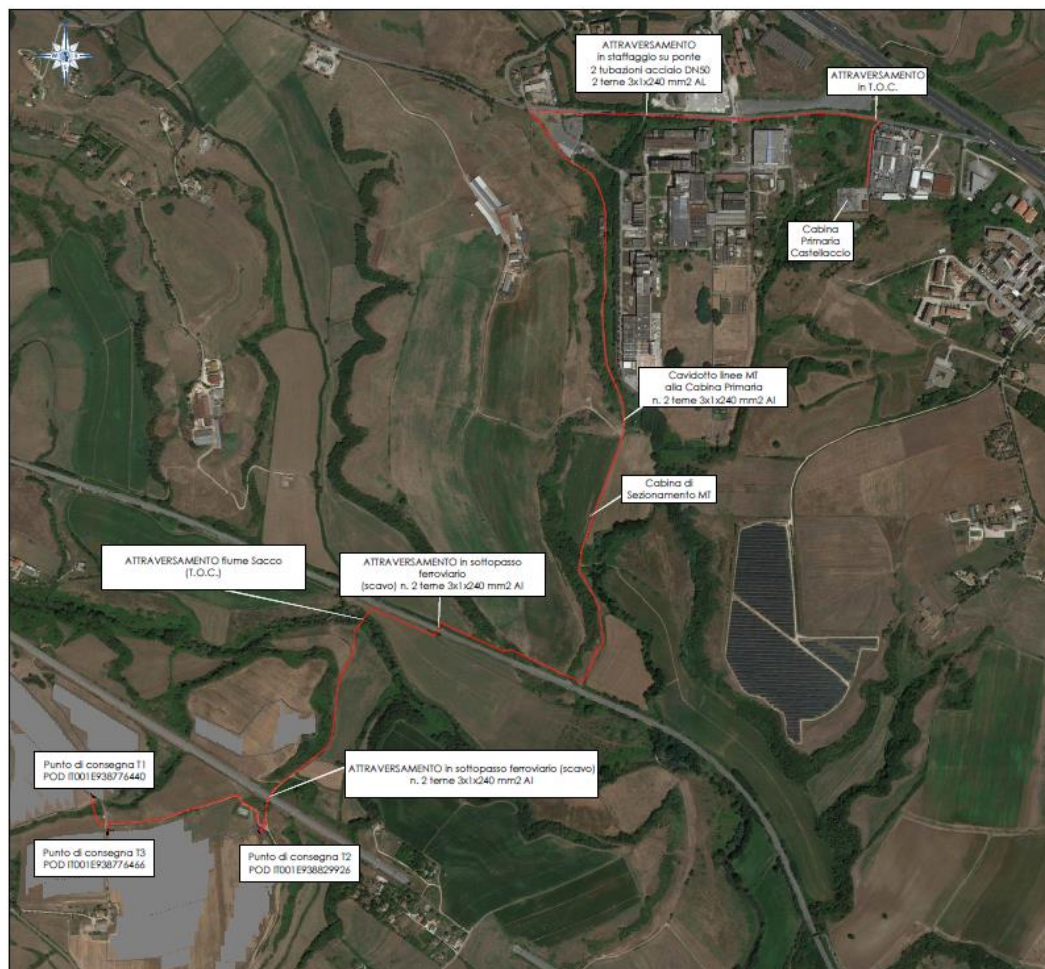 ATTRAVERSAMENTO
in staffaggio su ponte
2 tubazioni acciaio DN50
2 terne 3x1x240 mm2 AL
ATTRAVERSAMENTO
in T.O.C.
Cabina
Primaria
Castellaccio
Cavidotto linee MT
alla Cabina Primaria
n. 2 terne 3x1x240 mm2 Al
Cabina di
Sezionamento MT
ATTRAVERSAMENTO fiume Sacco
(T.O.C.)
ATTRAVERSAMENTO in sottopasso
ferroviario
(scavo) n. 2 terne 3x1x240 mm2 Al
Punto di consegna T1
POD IT001E938776440
ATTRAVERSAMENTO in sottopasso ferroviario (scavo)
n. 2 terne 3x1x240 mm2 Al
Punto di consegna T3
POD IT001E938776466
Punto di consegna T2
POD IT001E938829926